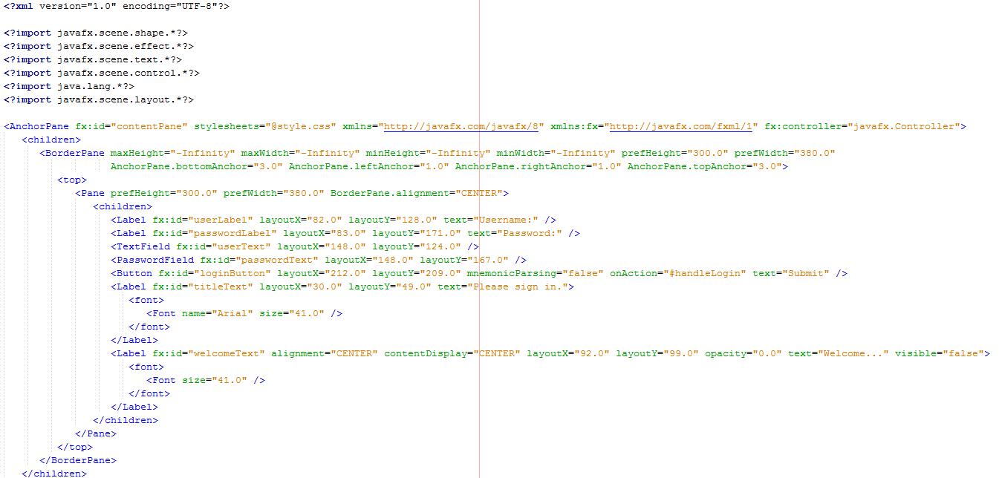 <?xml version="1.0" encoding="UTF-8"?>
<?import javafx.scene.shape.*?>
<?import javafx.scene.effect.*?>
<?import javafx.scene.text.*?>
<?import javafx.scene.control.*?>
<?import java.lang.*?>
<?import javafx.scene.layout.*?>
<AnchorPane fx:id="contentPane" stylesheets="@style.css" xmlns="http://javafx.com/javafx/8" xmlns:fx="http://javafx.com/fxml/1" fx:controller="javafx.Controller">
<children>
<BorderPane maxHeight="-Infinity" maxWidth="-Infinity" minHeight="-Infinity" minWidth="-Infinity" prefHeight="300.0" prefWidth="380.0"
AnchorPane.bottomAnchor="3.0" AnchorPane.leftAnchor="1.0" AnchorPane.rightAnchor="1.0" AnchorPane.topAnchor="3.0">
<top>
<Pane prefHeight="300.0" prefWidth="380.0" BorderPane.alignment="CENTER">
<children>
<Label fx:id="userLabel" layoutX="82.0" layoutY="128.0" text="Username:" />
<Label fx:id="passwordLabel" layoutX="83.0" layoutY="171.0" text="Password:" />
<TextField fx:id="userText" layoutX="148.0" layoutY="124.0" />
<PasswordField fx:id="passwordText" layoutX="148.0" layoutY="167.0" />
<Button fx:id="loginButton" layoutX="212.0" layoutY="209.0" mnemonicParsing="false" onAction="#handleLogin" text="Submit" />
<Label fx:id="titleText" layoutX="30.0" layoutY="49.0" text="Please sign in.">
<font>
<Font name="Arial" size="41.0" />
</font>
</Label>
<Label fx:id="welcomeText" alignment="CENTER" contentDisplay="CENTER" layoutX="92.0" layoutY="99.0" opacity="0.0" text="Welcome..." visible="false">
<font>
<Font size="41.0" />
</font>
</Label>
</children>
</Pane>
</top>
</BorderPane>
</children>